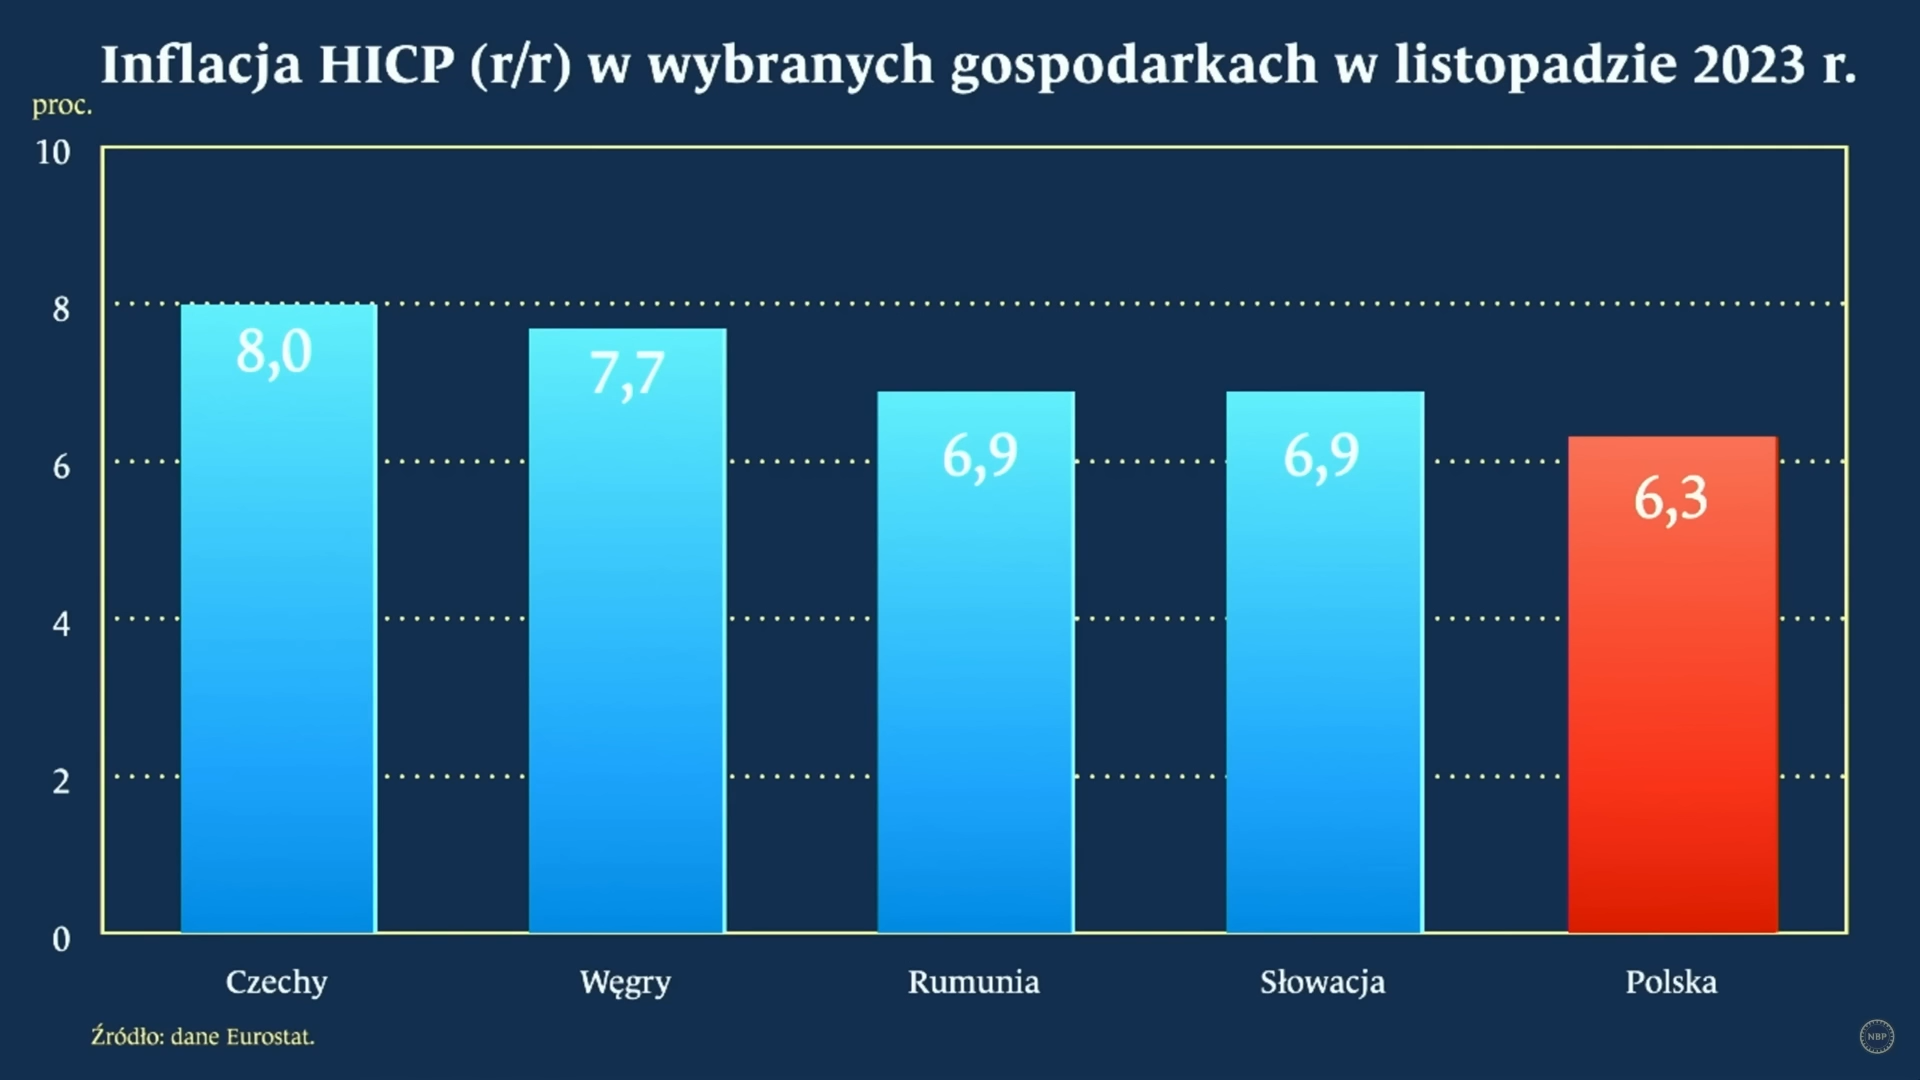 Inflacja HICP (r/r) w wybranych gospodarkach w listopadzie 2023 r.
proc.
10
8
6
4
2
0
8,0
7,7
6,9
6,9
6,3
Czechy
Węgry
Rumunia
Słowacja
Polska
Źródło: dane Eurostat.
NBP